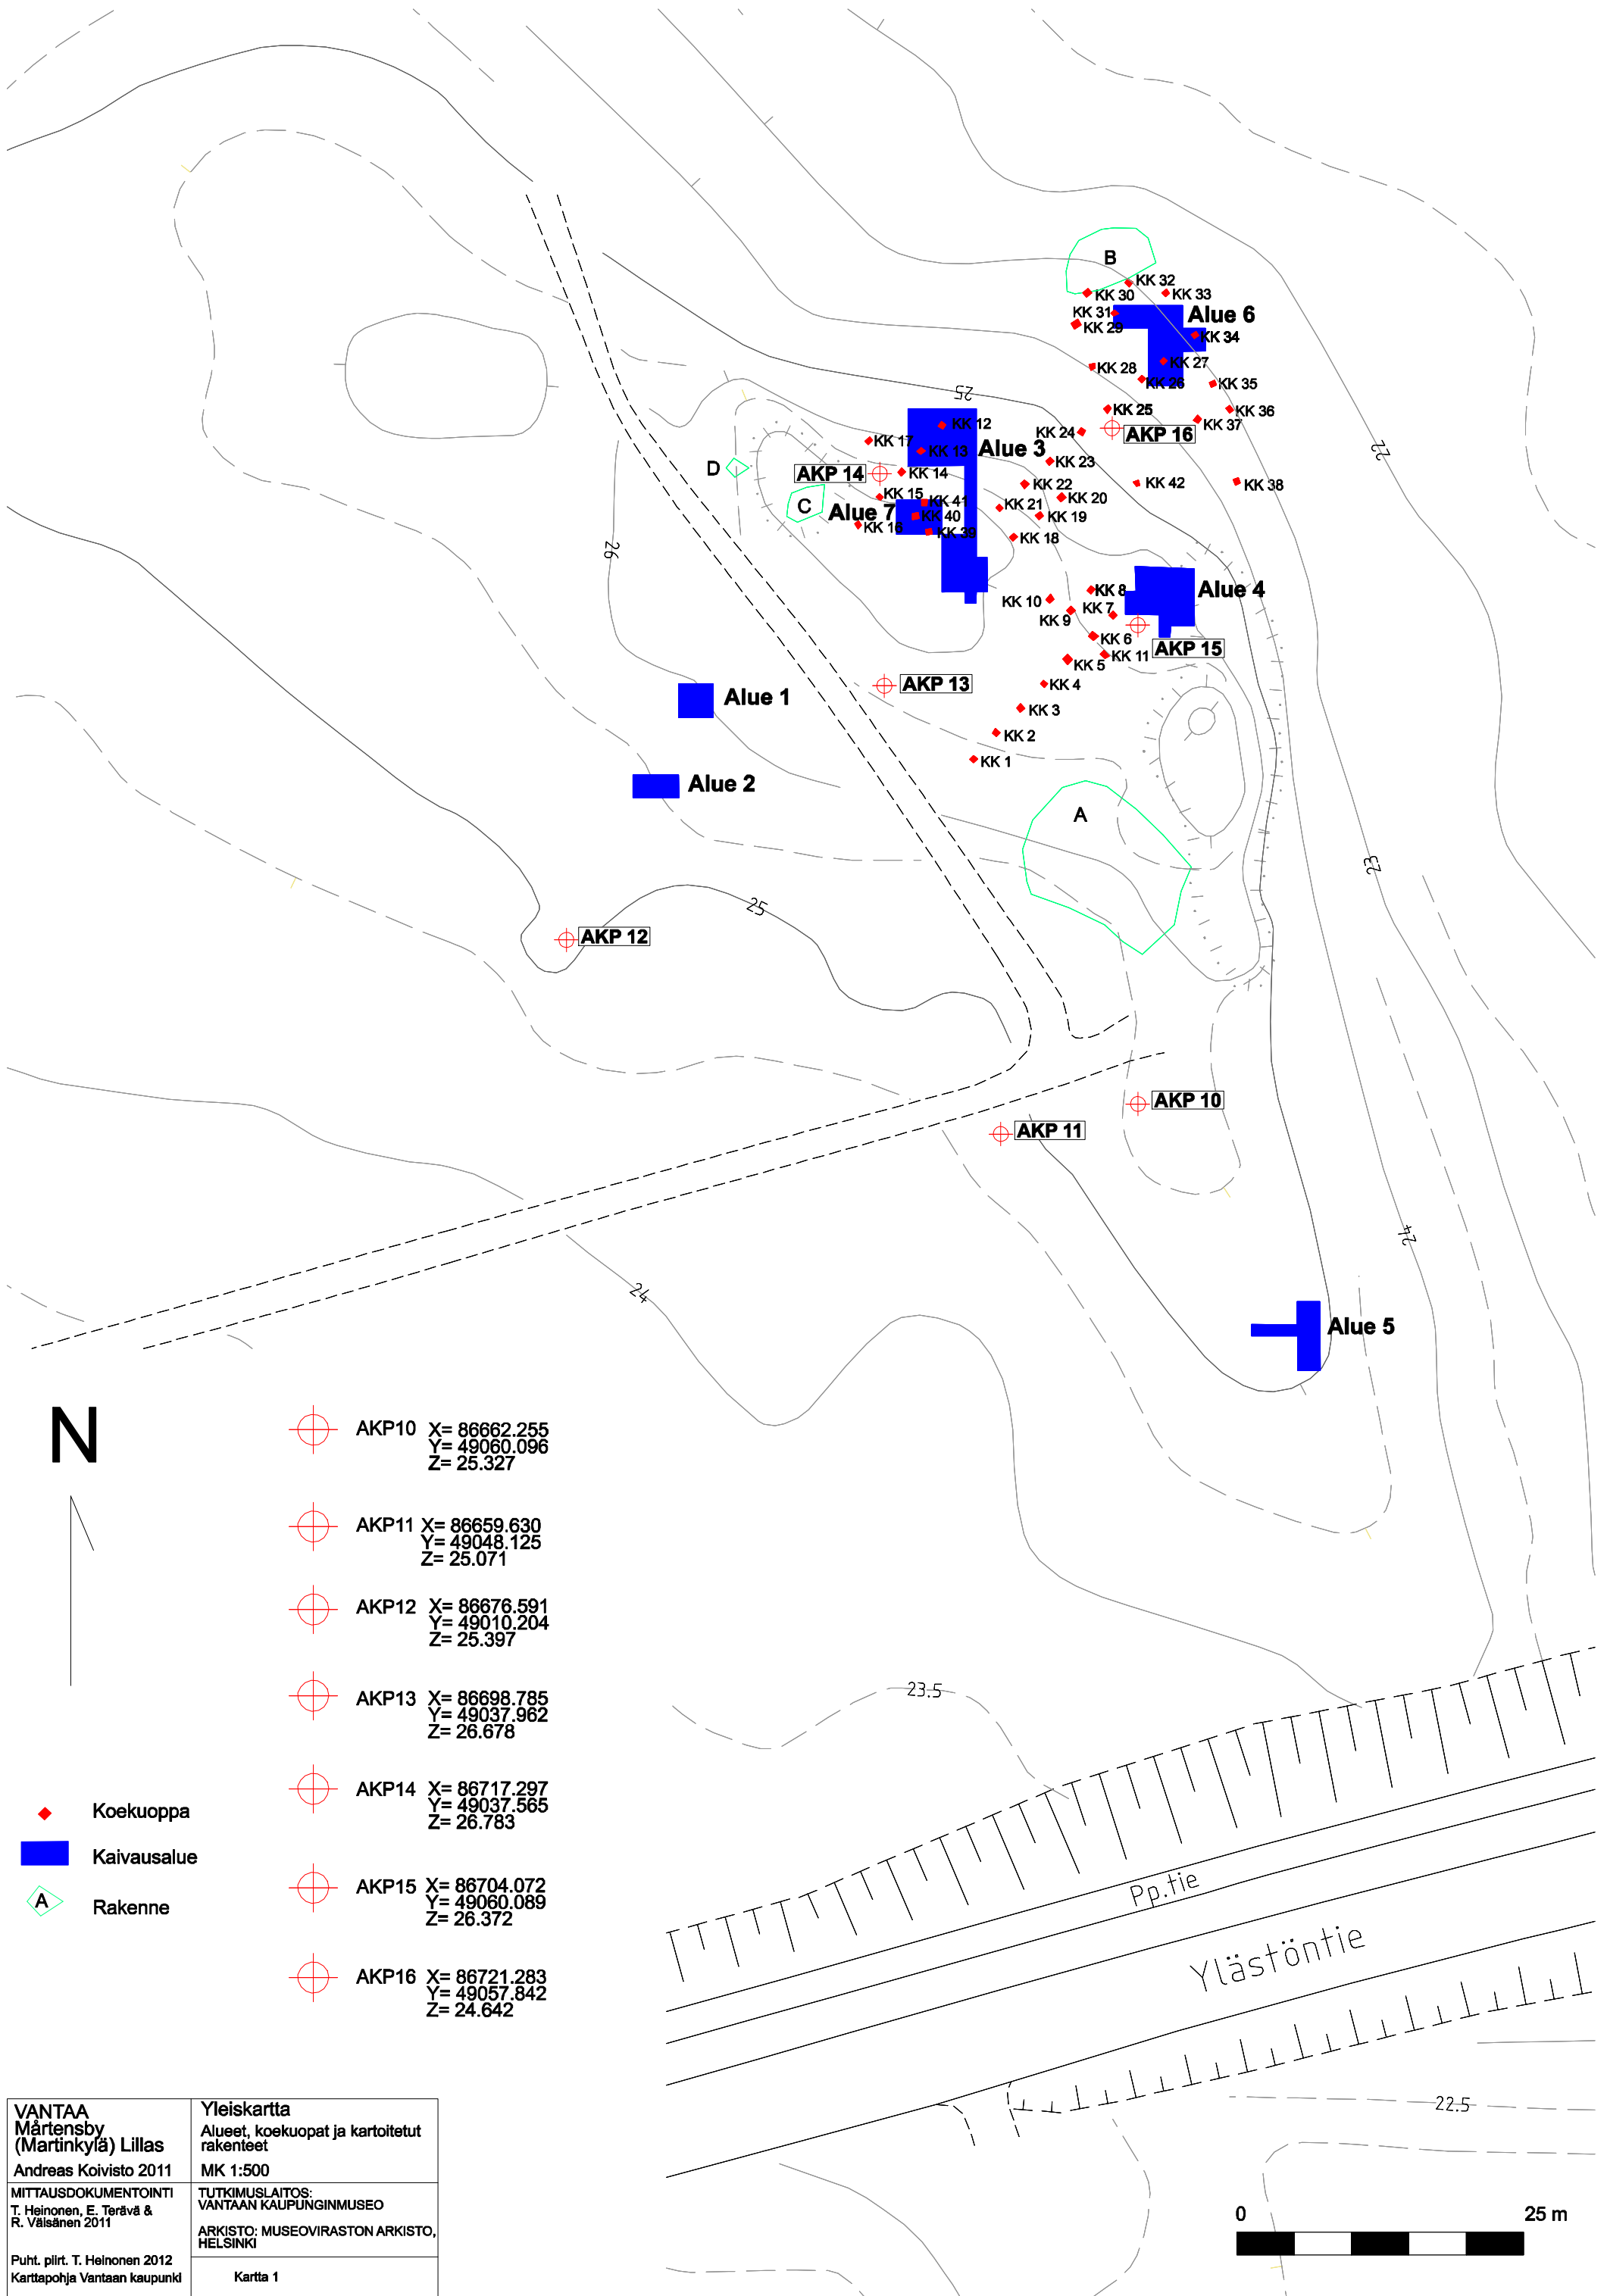 B
KK 32
KK 30
KK 33
KK 31
Alue 6
KK 29
KK 34
KK 27
KK 28
KK 26
KK 35
25
KK 25
KK 36
KK 12
KK 24
KK 37
AKP 16
KK 17
Alue 3
22
KK 13
KK 23
D
AKP 14
KK 14
KK 22
KK 42
KK 38
KK 15
KK 20
C
KK 41
KK 21
Alue 7
KK 40
KK 19
KK 16
KK 39
KK 18
26
KK 8
Alue 4
KK 10
KK 7
KK 9
KK 6
AKP 15
KK 11
KK 5
AKP 13
KK 4
Alue 1
KK 3
KK 2
KK 1
Alue 2
A
23
25
AKP 12
AKP 10
AKP 11
24
24
Alue 5
N
AKP10 X= 86662.255
Y= 49060.096
Z= 25.327
AKP11 X= 86659.630
Y= 49048.125
Z= 25.071
AKP12 X= 86676.591
Y= 49010.204
Z= 25.397
AKP13 X= 86698.785
Y= 49037.962
Z= 26.678
AKP14 X= 86717.297
Y= 49037.565
Z= 26.783
AKP15 X= 86704.072
Y= 49060.089
Z= 26.372
AKP16 X= 86721.283
Y= 49057.842
Z= 24.642
Koekuoppa
Kaivausalue
A
Rakenne
23.5
Pp.tie
Ylästöntie
22.5
0 25 m
VANTAA
Mårtensby
(Martinkylä) Lillas
Andreas Koivisto 2011
Yleiskartta
Alueet, koekuopat ja kartoitetut
rakenteet
MK 1:500
MITTAUSDOKUMENTOINTI
T. Heinonen, E. Terävä &
R. Väisänen 2011
Puht. piirt. T. Heinonen 2012
Karttapohja Vantaan kaupunki
TUTKIMUSLAITOS:
VANTAAN KAUPUNGINMUSEO
ARKISTO: MUSEOVIRASTON ARKISTO,
HELSINKI
Kartta 1